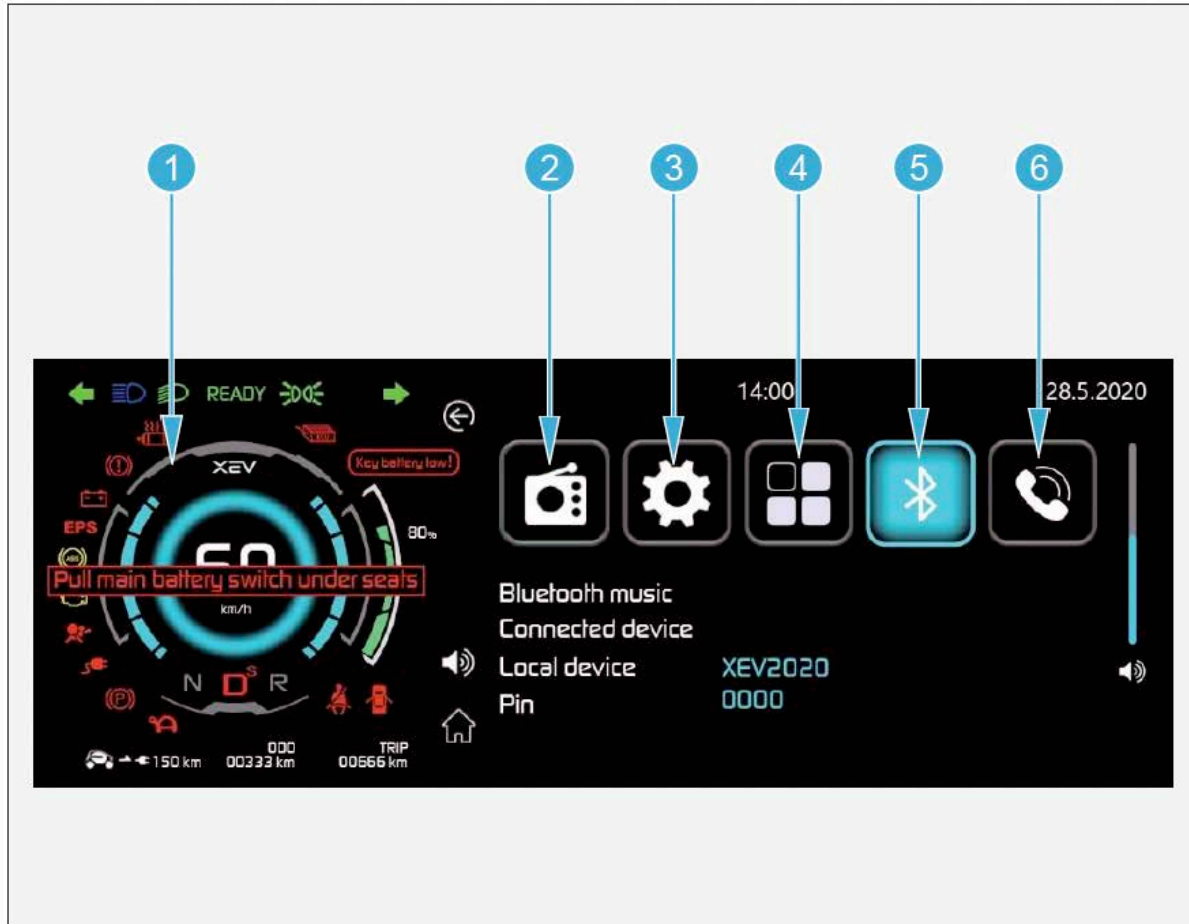 1
2
3
4
5
6
READY
14:00
28.5.2020
XEV
Key battery low!
EPS
80%
(ABS)
Pull main battery switch under seats
km/h
Bluetooth music
Connected device
Local device XEV2020
Pin 0000
N D S R
(P)
150 km
ODO
00333 km
TRIP
00666 km